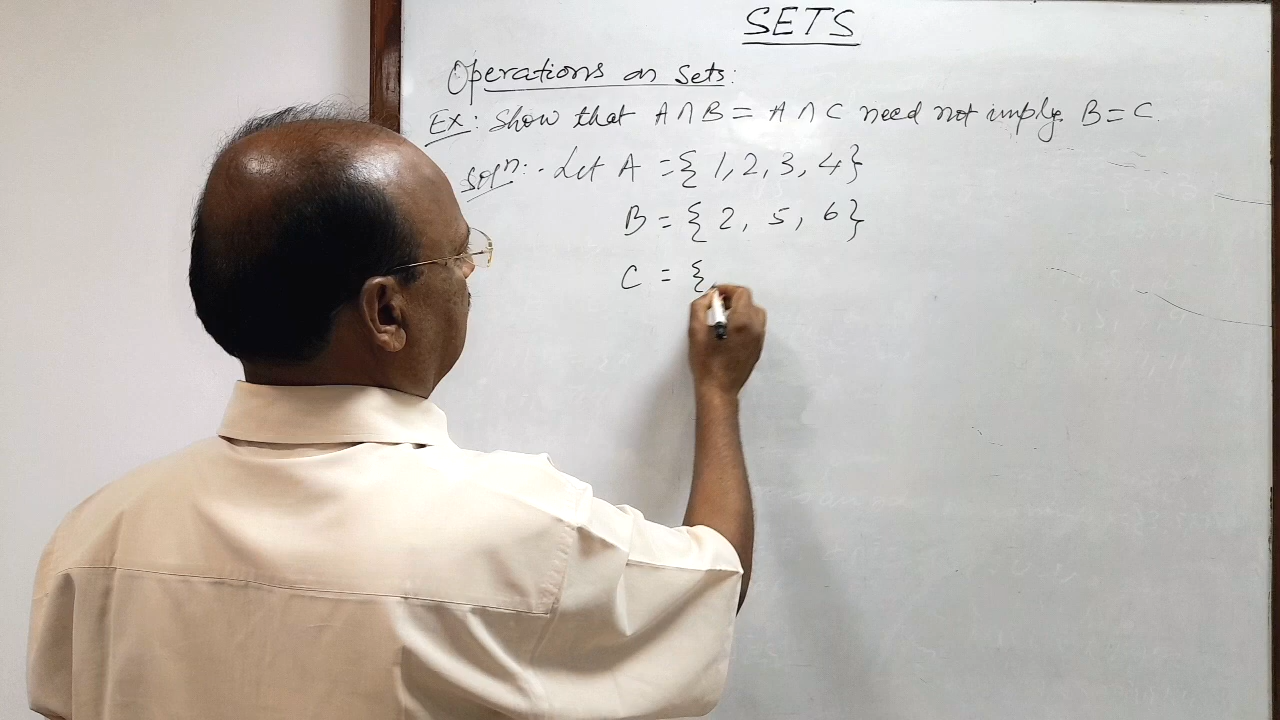 SETS
Operations on Sets:
Ex: Show that A ∩ B = A ∩ C need not imply B = C.
Solⁿ:- Let A = { 1, 2, 3, 4 }
B = { 2, 5, 6 }
C = {